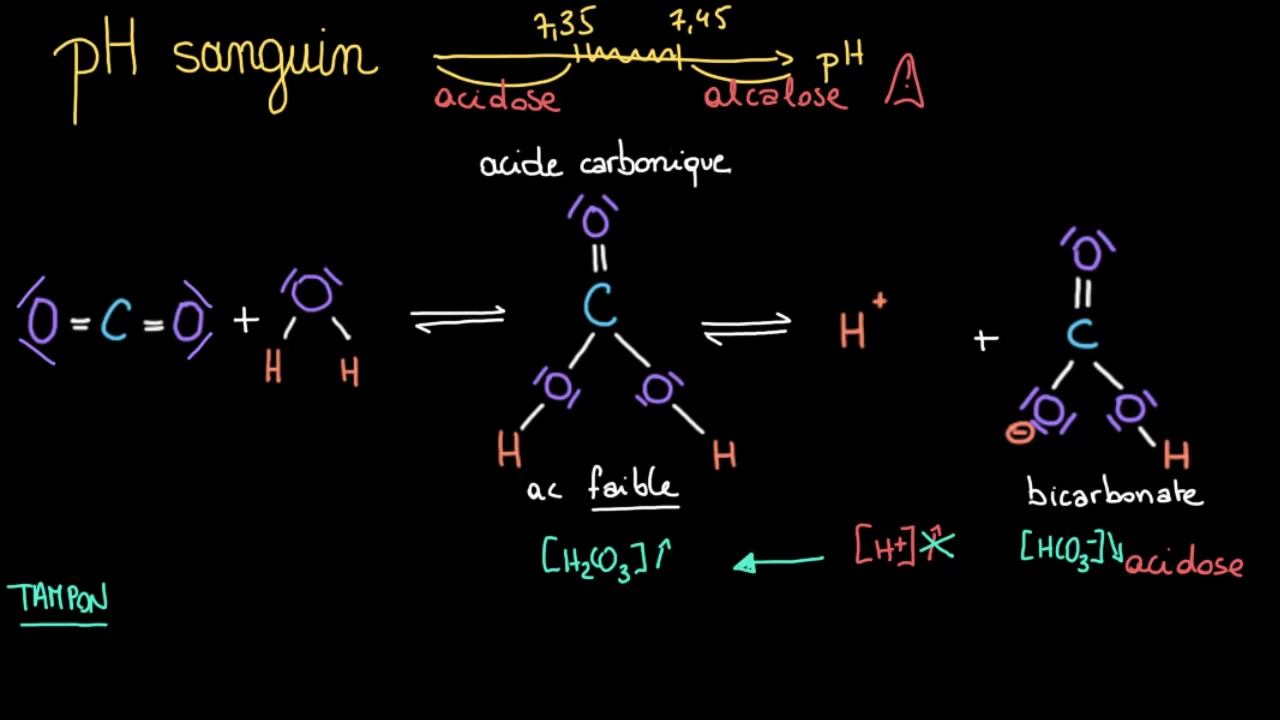 7,35 7,45
pH sanguin pH
acidose alcalose !
acide carbonique
O = C = O + O H H ⇌ O C O O H H ⇌ H+ + O C O⊖ O H
ac faible
bicarbonate
[H2CO3]↑ ← [H+]↑ [HCO3-]↘ acidose
TAMPON